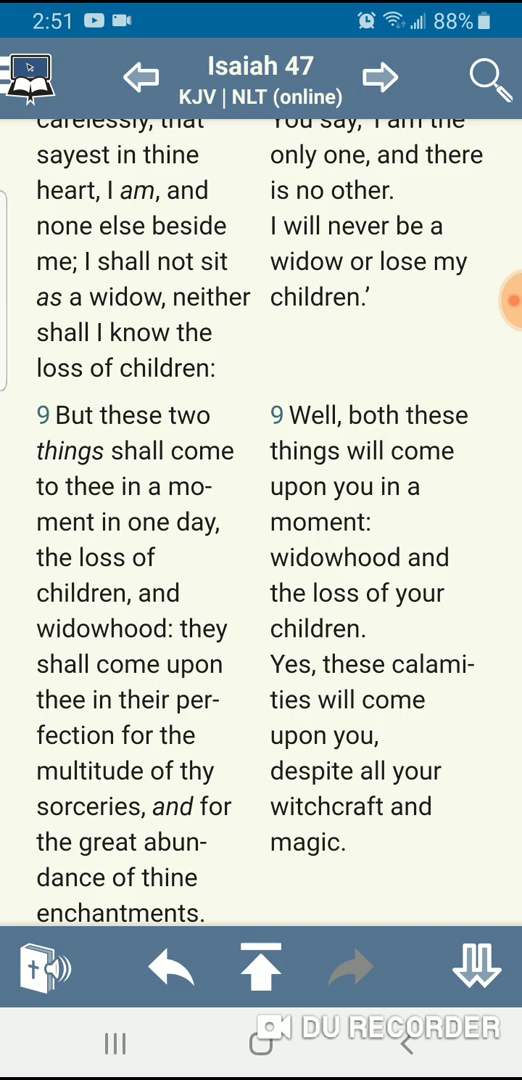 2:51
88%
Isaiah 47
KJV | NLT (online)
carelessly, that
sayest in thine
heart, I am, and
none else beside
me; I shall not sit
as a widow, neither
shall I know the
loss of children:
9 But these two
things shall come
to thee in a mo-
ment in one day,
the loss of
children, and
widowhood: they
shall come upon
thee in their per-
fection for the
multitude of thy
sorceries, and for
the great abun-
dance of thine
enchantments.
You say, ‘I am the
only one, and there
is no other.
I will never be a
widow or lose my
children.’
9 Well, both these
things will come
upon you in a
moment:
widowhood and
the loss of your
children.
Yes, these calami-
ties will come
upon you,
despite all your
witchcraft and
magic.
DU RECORDER